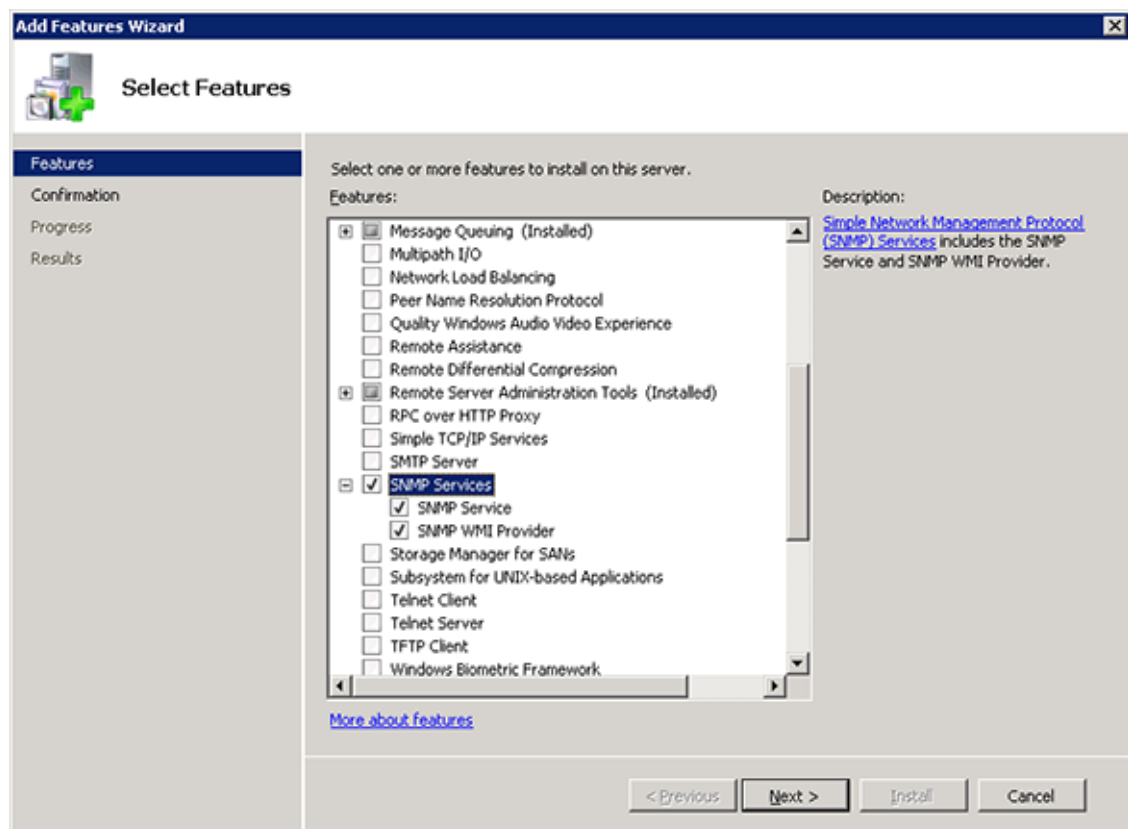 Add Features Wizard
Select Features
Features
Confirmation
Progress
Results
Select one or more features to install on this server.
Features:
Message Queuing (Installed)
Multipath I/O
Network Load Balancing
Peer Name Resolution Protocol
Quality Windows Audio Video Experience
Remote Assistance
Remote Differential Compression
Remote Server Administration Tools (Installed)
RPC over HTTP Proxy
Simple TCP/IP Services
SMTP Server
SNMP Services
SNMP Service
SNMP WMI Provider
Storage Manager for SANs
Subsystem for UNIX-based Applications
Telnet Client
Telnet Server
TFTP Client
Windows Biometric Framework
More about features
Description:
Simple Network Management Protocol
(SNMP) Services includes the SNMP
Service and SNMP WMI Provider.
< Previous
Next >
Install
Cancel